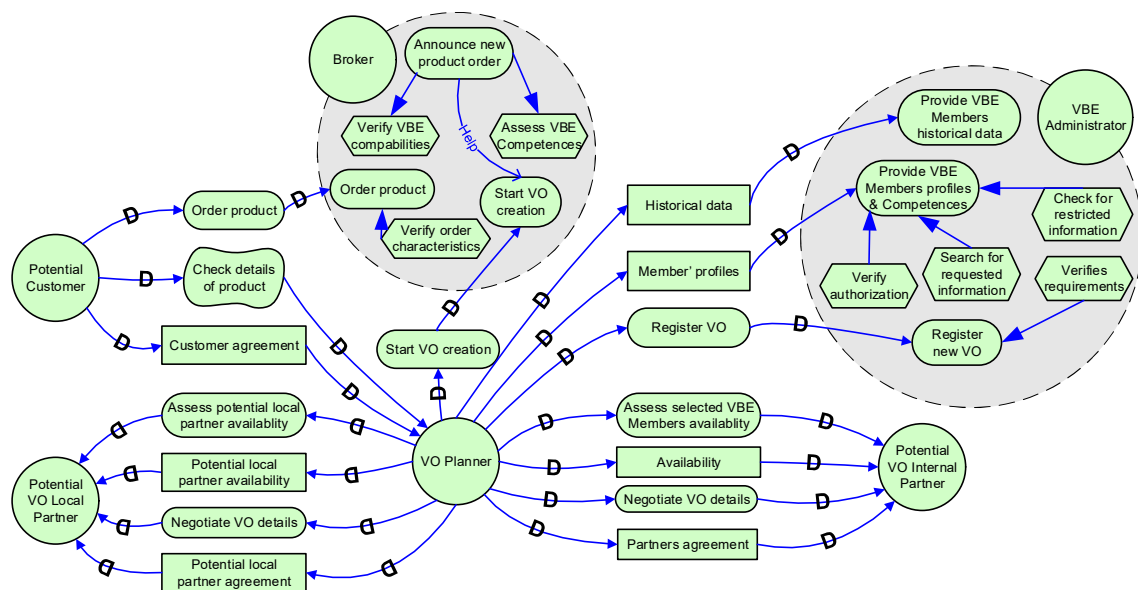 Broker
Announce new
product order
Verify VBE
compabilities
Help
Assess VBE
Competences
Order product
Start VO
creation
Verify order
characteristics
Provide VBE
Members
historical data
VBE
Administrator
Provide VBE
Members profiles
& Competences
Check for
restricted
information
Verify
authorization
Search for
requested
information
Verifies
requirements
Register
new VO
Potential
Customer
D
Order product
D
D
Check details
of product
D
Customer agreement
D
D
Start VO creation
D
D
Historical data
D
D
Member' profiles
D
D
Register VO
D
D
VO Planner
Assess potential local
partner availablity
D
D
Potential local
partner availability
D
D
Negotiate VO details
D
D
Potential local
partner agreement
D
D
Potential
VO Local
Partner
D
Assess selected VBE
Members availablity
D
D
Availability
D
D
Negotiate VO details
D
D
Partners agreement
D
Potential
VO Internal
Partner